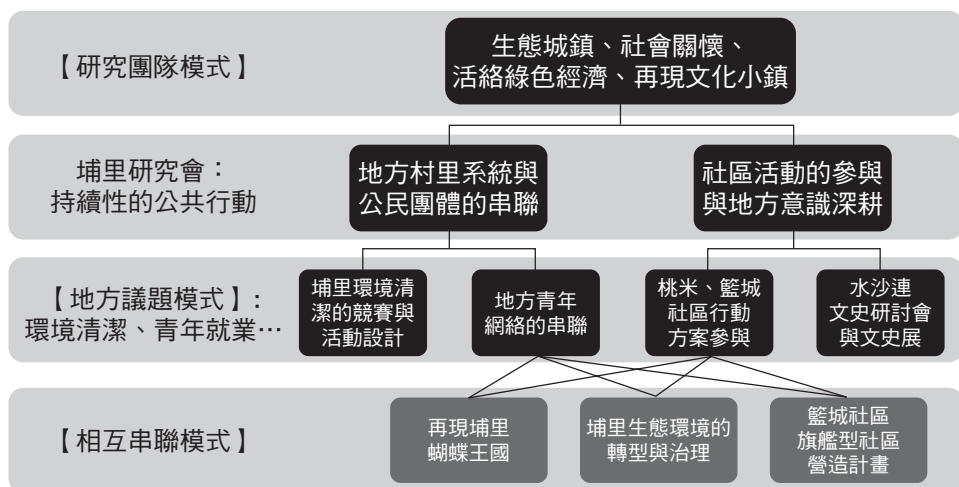 【研究團隊模式】
生態城鎮、社會關懷、
活絡綠色經濟、再現文化小鎮
埔里研究會：
持續性的公共行動
地方村里系統與
公民團體的串聯
社區活動的參與
與地方意識深耕
【地方議題模式】:
環境清潔、青年就業…
埔里環境清
潔的競賽與
活動設計
地方青年
網絡的串聯
桃米、籃城
社區行動
方案參與
水沙連
文史研討會
與文史展
【相互串聯模式】
再現埔里
蝴蝶王國
埔里生態環境的
轉型與治理
籃城社區
旗艦型社區
營造計畫